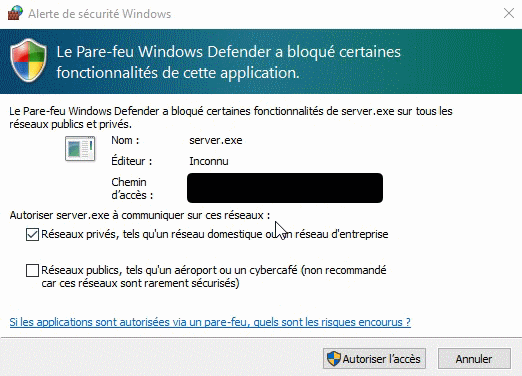 Alerte de sécurité Windows
Le Pare-feu Windows Defender a bloqué certaines
fonctionnalités de cette application.
Le Pare-feu Windows Defender a bloqué certaines fonctionnalités de server.exe sur tous les
réseaux publics et privés.
Nom : server.exe
Éditeur : Inconnu
Chemin
d'accès :
Autoriser server.exe à communiquer sur ces réseaux :
Réseaux privés, tels qu'un réseau domestique ou un réseau d'entreprise
Réseaux publics, tels qu'un aéroport ou un cybercafé (non recommandé
car ces réseaux sont rarement sécurisés)
Si les applications sont autorisées via un pare-feu, quels sont les risques encourus ?
Autoriser l'accès Annuler